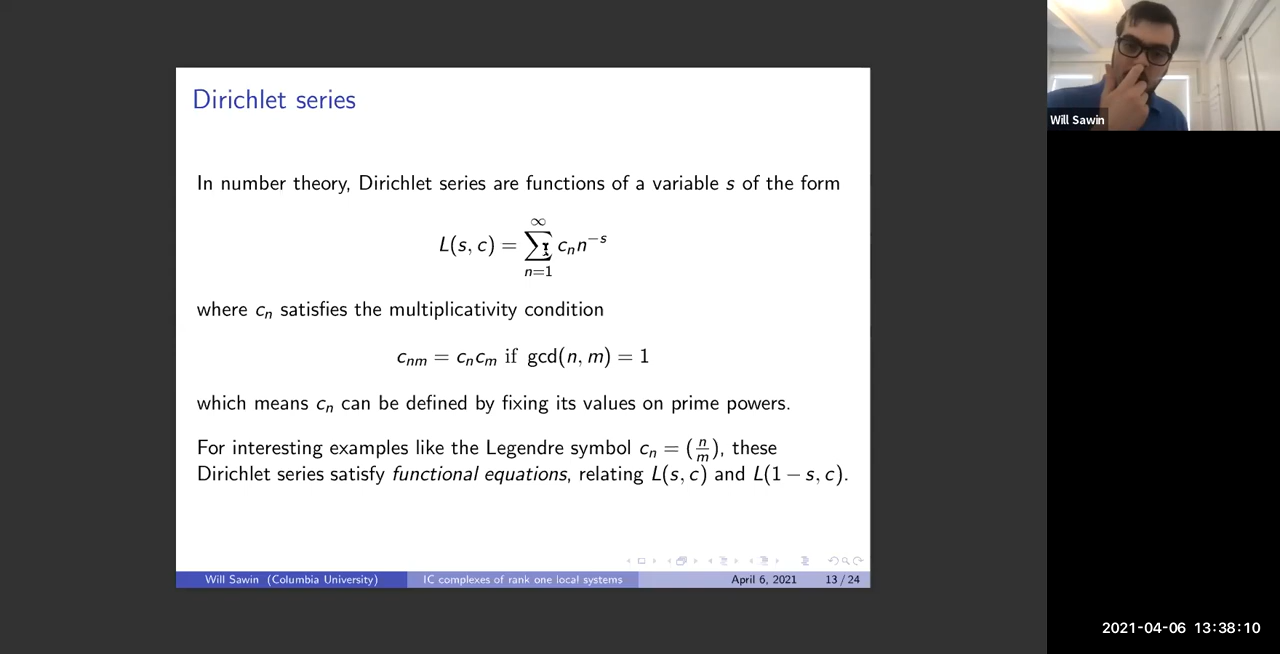 Dirichlet series
In number theory, Dirichlet series are functions of a variable s of the form
L(s, c) = ∑_{n=1}^{∞} c_n n^{−s}
where c_n satisfies the multiplicativity condition
c_{nm} = c_n c_m if gcd(n, m) = 1
which means c_n can be defined by fixing its values on prime powers.
For interesting examples like the Legendre symbol c_n = (n/m), these
Dirichlet series satisfy functional equations, relating L(s, c) and L(1 − s, c).
Will Sawin (Columbia University) IC complexes of rank one local systems April 6, 2021 13 / 24
Will Sawin
2021-04-06 13:38:10